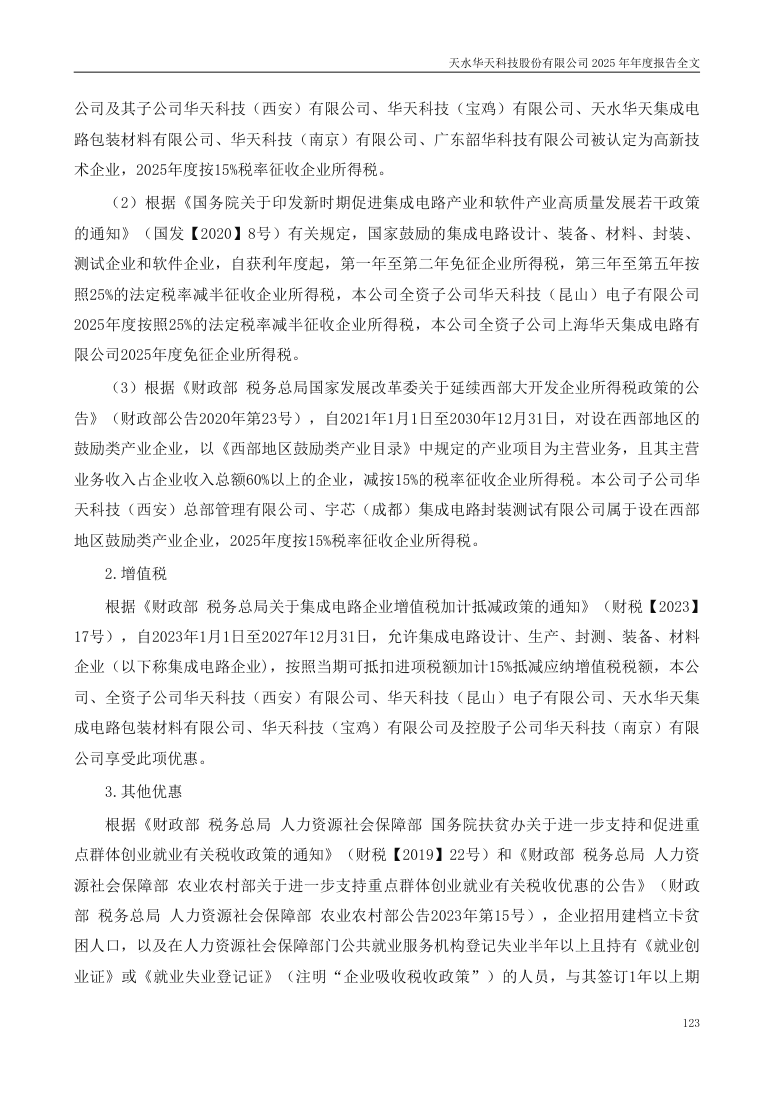 天水华天科技股份有限公司 2025 年年度报告全文
公司及其子公司华天科技（西安）有限公司、华天科技（宝鸡）有限公司、天水华天集成电
路包装材料有限公司、华天科技（南京）有限公司、广东韶华科技有限公司被认定为高新技
术企业，2025年度按15%税率征收企业所得税。
（2）根据《国务院关于印发新时期促进集成电路产业和软件产业高质量发展若干政策
的通知》（国发【2020】8号）有关规定，国家鼓励的集成电路设计、装备、材料、封装、
测试企业和软件企业，自获利年度起，第一年至第二年免征企业所得税，第三年至第五年按
照25%的法定税率减半征收企业所得税，本公司全资子公司华天科技（昆山）电子有限公司
2025年度按照25%的法定税率减半征收企业所得税，本公司全资子公司上海华天集成电路有
限公司2025年度免征企业所得税。
（3）根据《财政部 税务总局国家发展改革委关于延续西部大开发企业所得税政策的公
告》（财政部公告2020年第23号），自2021年1月1日至2030年12月31日，对设在西部地区的
鼓励类产业企业，以《西部地区鼓励类产业目录》中规定的产业项目为主营业务，且其主营
业务收入占企业收入总额60%以上的企业，减按15%的税率征收企业所得税。本公司子公司华
天科技（西安）总部管理有限公司、宇芯（成都）集成电路封装测试有限公司属于设在西部
地区鼓励类产业企业，2025年度按15%税率征收企业所得税。
2.增值税
根据《财政部 税务总局关于集成电路企业增值税加计抵减政策的通知》（财税【2023】
17号），自2023年1月1日至2027年12月31日，允许集成电路设计、生产、封测、装备、材料
企业（以下称集成电路企业），按照当期可抵扣进项税额加计15%抵减应纳增值税税额，本公
司、全资子公司华天科技（西安）有限公司、华天科技（昆山）电子有限公司、天水华天集
成电路包装材料有限公司、华天科技（宝鸡）有限公司及控股子公司华天科技（南京）有限
公司享受此项优惠。
3.其他优惠
根据《财政部 税务总局 人力资源社会保障部 国务院扶贫办关于进一步支持和促进重
点群体创业就业有关税收政策的通知》（财税【2019】22号）和《财政部 税务总局 人力资
源社会保障部 农业农村部关于进一步支持重点群体创业就业有关税收优惠的公告》（财政
部 税务总局 人力资源社会保障部 农业农村部公告2023年第15号），企业招用建档立卡贫
困人口，以及在人力资源社会保障部门公共就业服务机构登记失业半年以上且持有《就业创
业证》或《就业失业登记证》（注明“企业吸收税收政策”）的人员，与其签订1年以上期
123